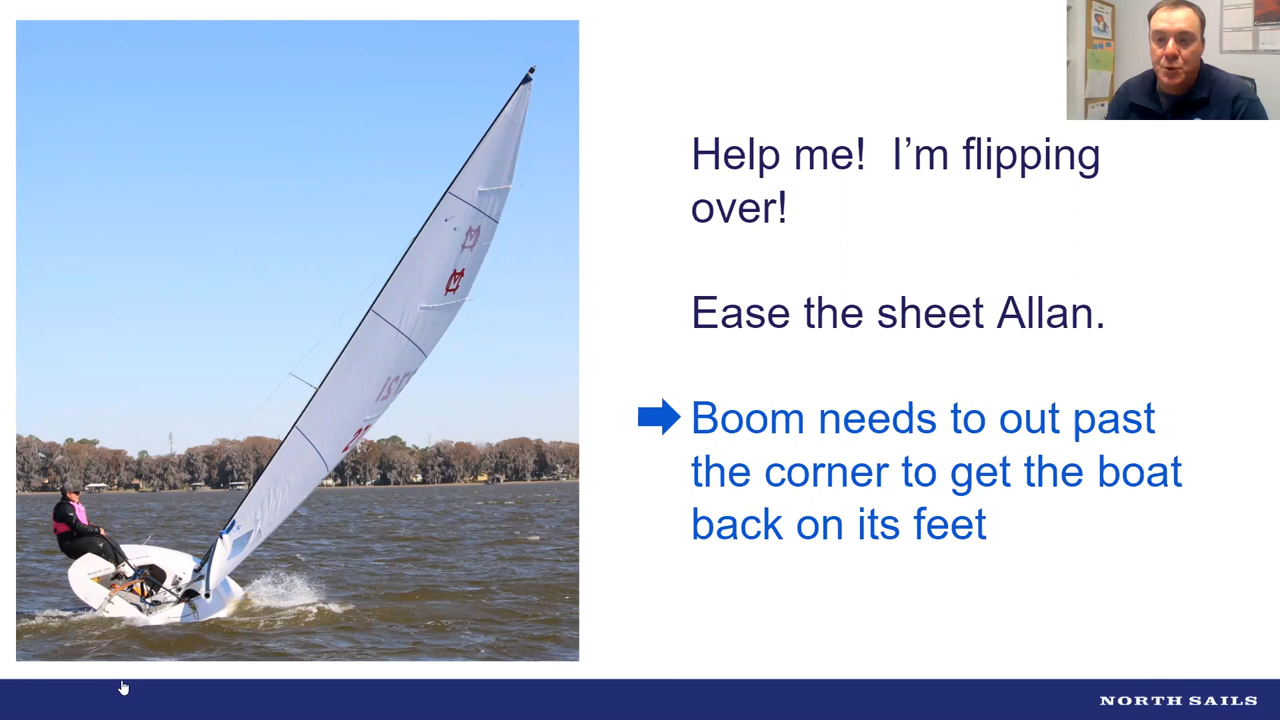 Help me!  I’m flipping
over!
Ease the sheet Allan.
Boom needs to out past
the corner to get the boat
back on its feet
NORTH SAILS